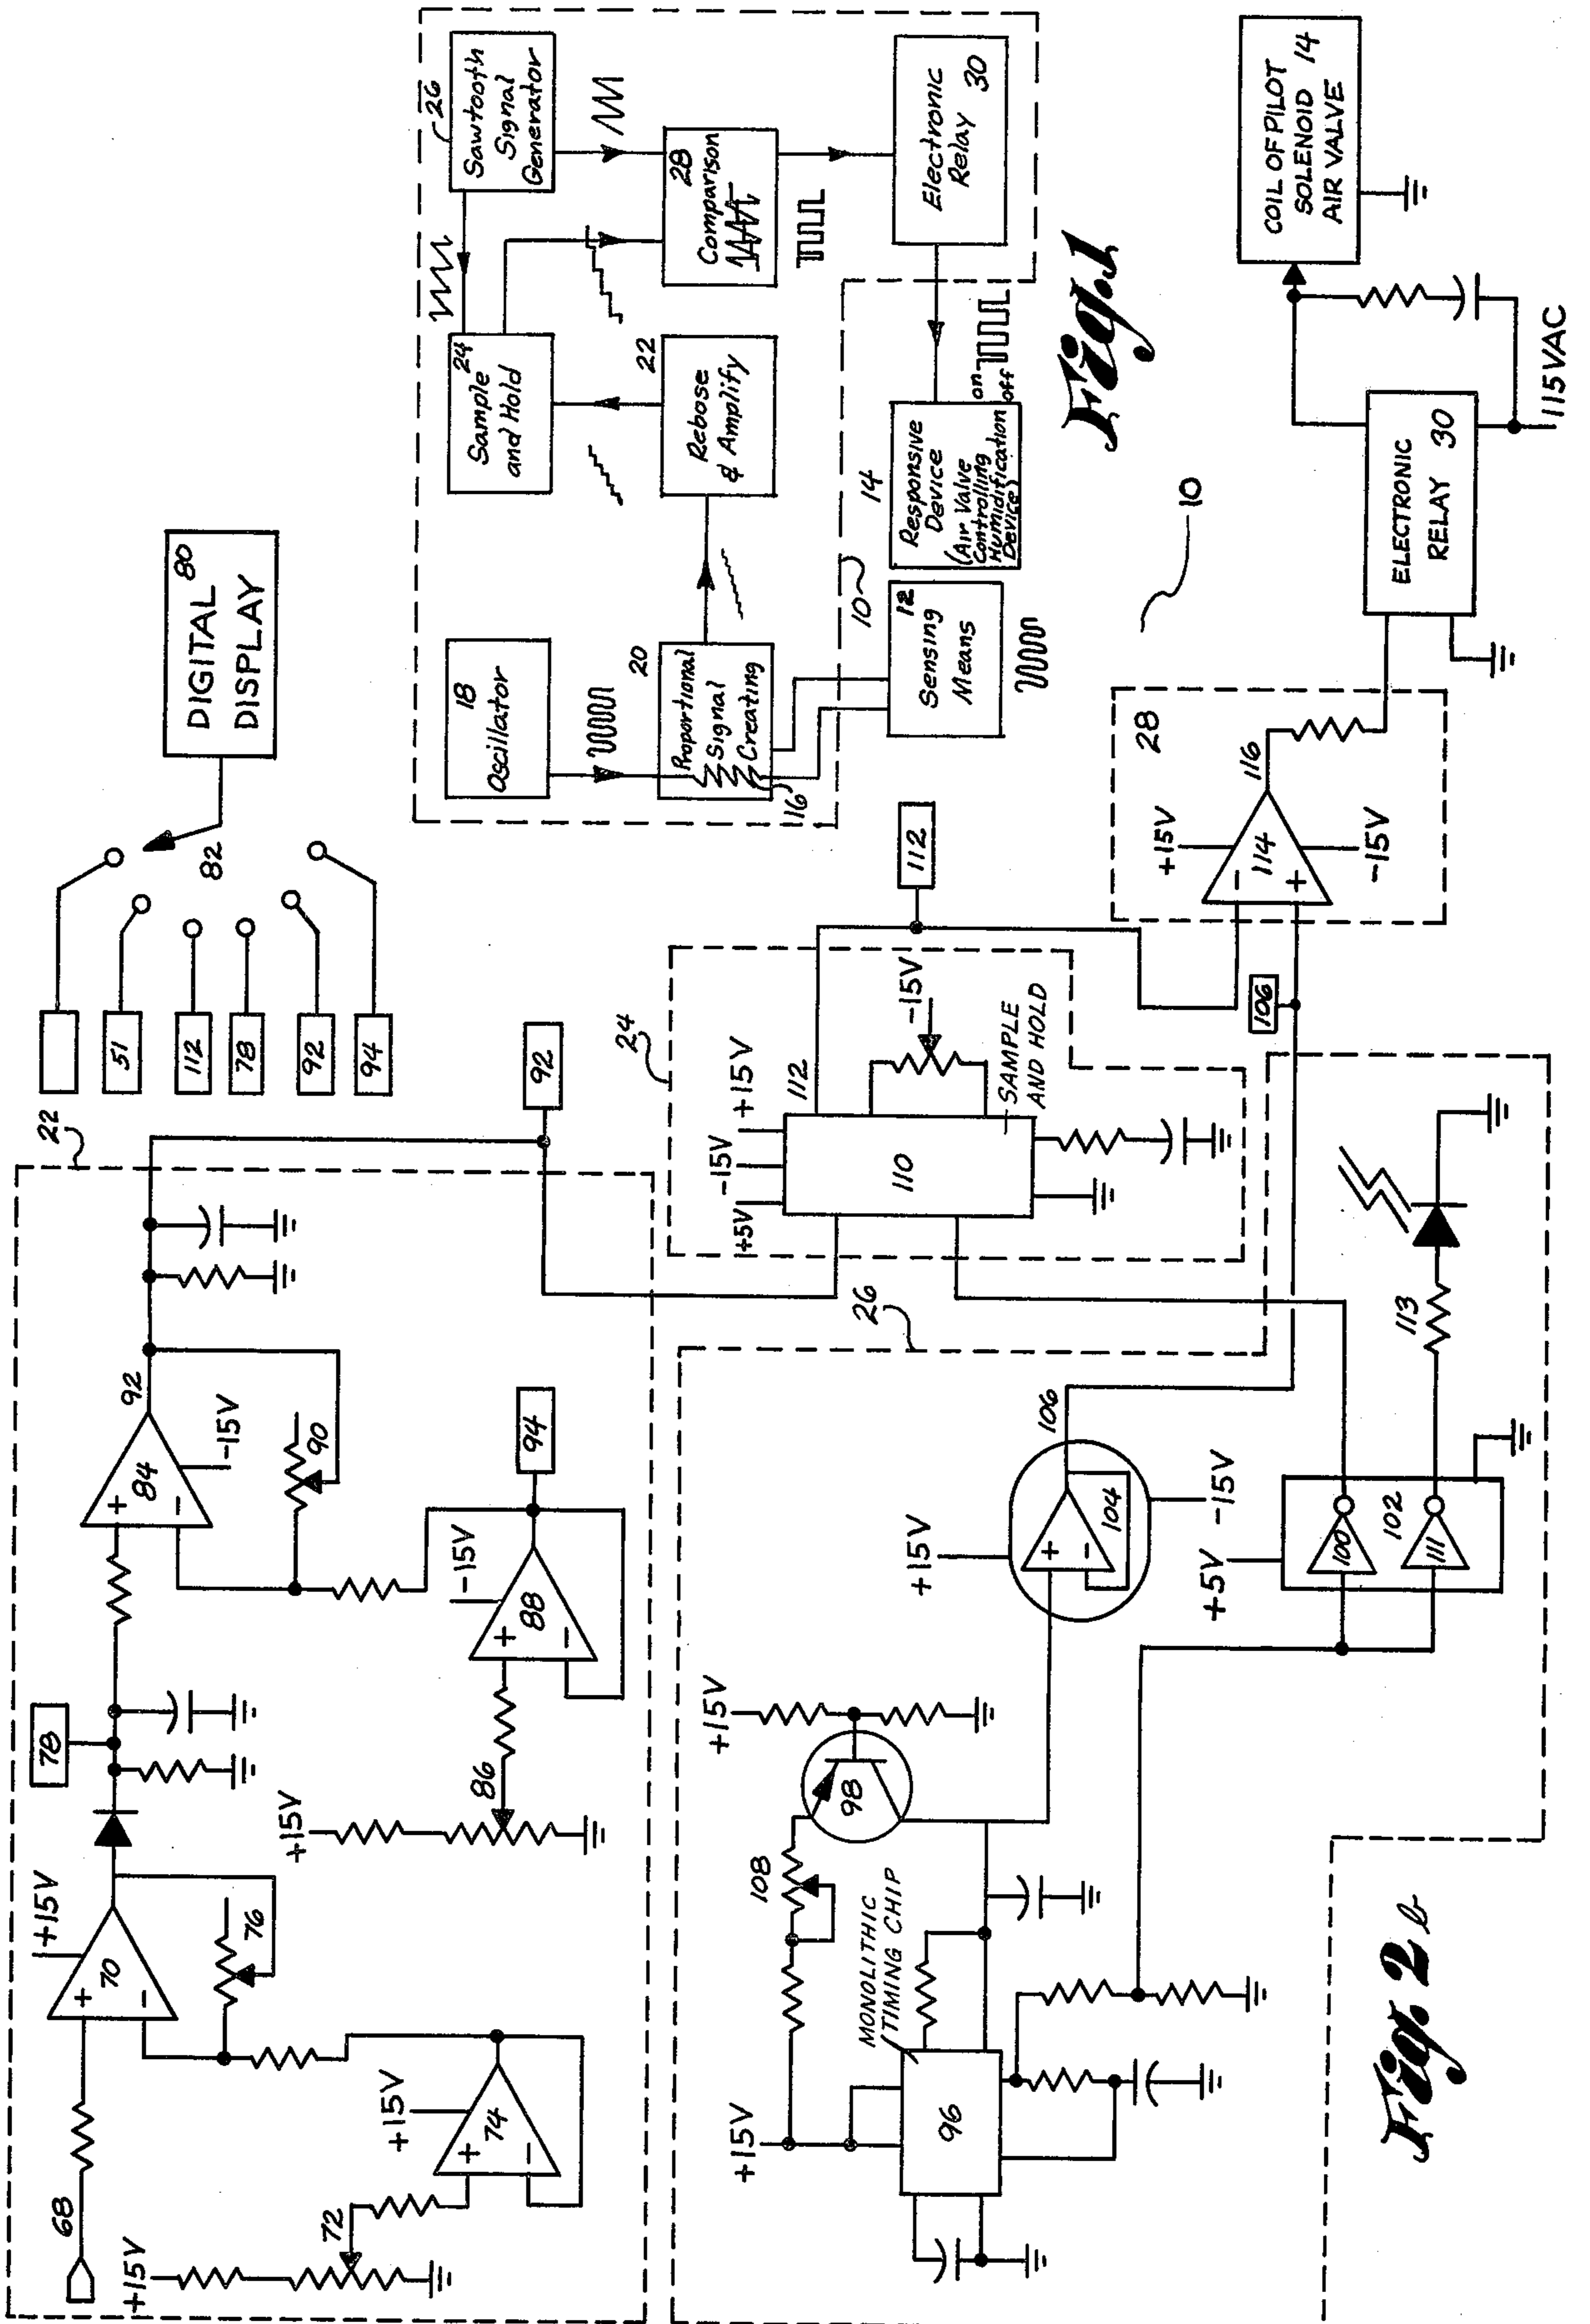 68
+15V
72
+15V
74
+15V
70
76
78
+15V
86
88
-15V
94
84
-15V
90
92
22
92
51
112
78
92
94
82
DIGITAL
DISPLAY
80
+15V
96
MONOLITHIC
TIMING CHIP
108
98
+15V
+15V
104
-15V
106
26
+5V
100
111
102
113
24
+5V
-15V
+15V
110
112
-15V
SAMPLE
AND HOLD
112
106
28
+15V
114
-15V
116
ELECTRONIC
RELAY 30
115VAC
COIL OF PILOT
SOLENOID 14
AIR VALVE
10
Fig. 2b
18
Oscillator
20
Proportional
Signal
Creating
16
12
Sensing
Means
22
Rebose
& Amplify
24
Sample
and Hold
26
Sawtooth
Signal
Generator
28
Comparison
Electronic
Relay 30
10
14
Responsive
Device
(Air Valve
Controlling
Humidification
Device)
on
off
Fig. 1